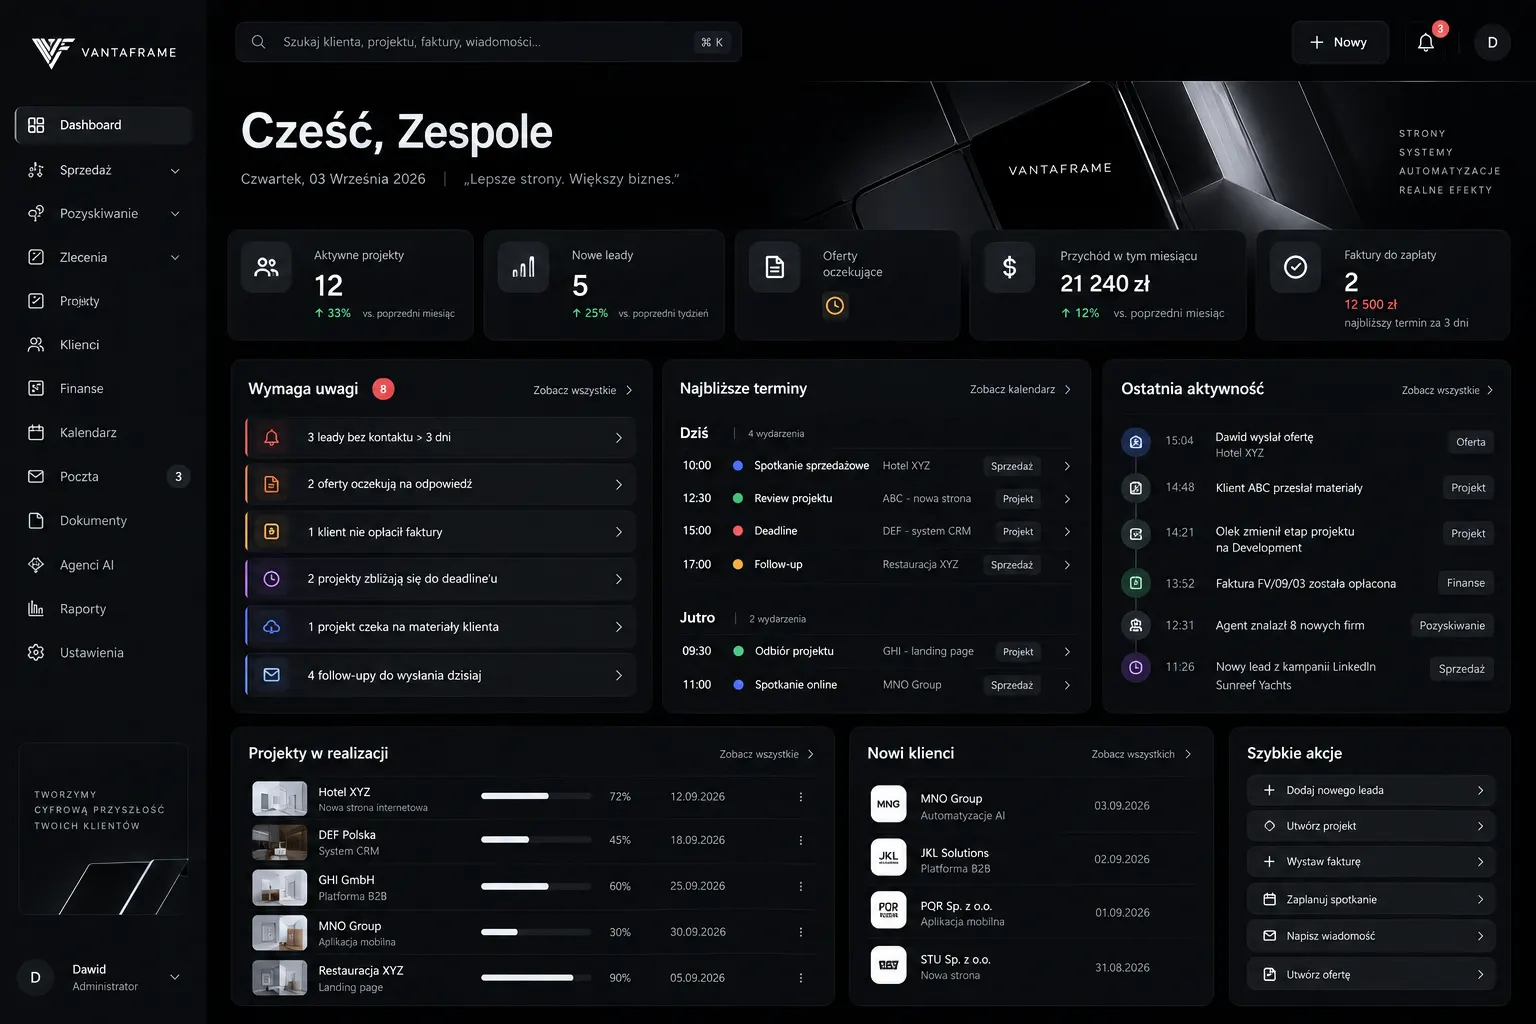 VANTAFRAME
Szukaj klienta, projektu, faktury, wiadomości...
⌘ K
Nowy
3
D
Dashboard
Sprzedaż
Pozyskiwanie
Zlecenia
Projekty
Klienci
Finanse
Kalendarz
Poczta
3
Dokumenty
Agenci AI
Raporty
Ustawienia
TWORZYMY
CYFROWĄ PRZYSZŁOŚĆ
TWOICH KLIENTÓW
D
Dawid
Administrator
Cześć, Zespole
Czwartek, 03 Września 2026
„Lepsze strony. Większy biznes.”
VANTAFRAME
STRONY
SYSTEMY
AUTOMATYZACJE
REALNE EFEKTY
Aktywne projekty
12
↑ 33% vs. poprzedni miesiąc
Nowe leady
5
↑ 25% vs. poprzedni tydzień
Oferty
oczekujące
$
Przychód w tym miesiącu
21 240 zł
↑ 12% vs. poprzedni miesiąc
Faktury do zapłaty
2
12 500 zł
najbliższy termin za 3 dni
Wymaga uwagi 8
Zobacz wszystkie
3 leady bez kontaktu > 3 dni
2 oferty oczekują na odpowiedź
1 klient nie opłacił faktury
2 projekty zbliżają się do deadline'u
1 projekt czeka na materiały klienta
4 follow-upy do wysłania dzisiaj
Najbliższe terminy
Zobacz kalendarz
Dziś | 4 wydarzenia
10:00 Spotkanie sprzedażowe Hotel XYZ Sprzedaż
12:30 Review projektu ABC - nowa strona Projekt
15:00 Deadline DEF - system CRM Projekt
17:00 Follow-up Restauracja XYZ Sprzedaż
Jutro | 2 wydarzenia
09:30 Odbiór projektu GHI - landing page Projekt
11:00 Spotkanie online MNO Group Sprzedaż
Ostatnia aktywność
Zobacz wszystkie
15:04 Dawid wysłał ofertę Oferta
Hotel XYZ
14:48 Klient ABC przesłał materiały Projekt
14:21 Olek zmienił etap projektu Projekt
na Development
13:52 Faktura FV/09/03 została opłacona Finanse
12:31 Agent znalazł 8 nowych firm Pozyskiwanie
11:26 Nowy lead z kampanii LinkedIn Sprzedaż
Sunreef Yachts
Projekty w realizacji
Zobacz wszystkie
Hotel XYZ
Nowa strona internetowa
72% 12.09.2026
DEF Polska
System CRM
45% 18.09.2026
GHI GmbH
Platforma B2B
60% 25.09.2026
MNO Group
Aplikacja mobilna
30% 30.09.2026
Restauracja XYZ
Landing page
90% 05.09.2026
Nowi klienci
Zobacz wszystkich
MNG
MNO Group
Automatyzacje AI
03.09.2026
JKL
JKL Solutions
Platforma B2B
02.09.2026
PQR
PQR Sp. z o.o.
Aplikacja mobilna
01.09.2026
STU Sp. z o.o.
Nowa strona
31.08.2026
Szybkie akcje
Dodaj nowego leada
Utwórz projekt
Wystaw fakturę
Zaplanuj spotkanie
Napisz wiadomość
Utwórz ofertę